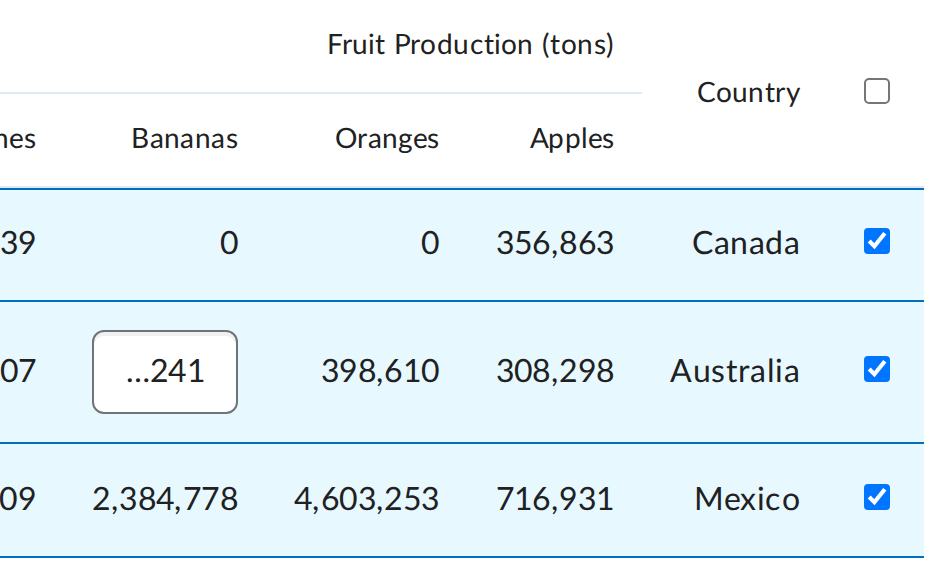 Fruit Production (tons)
Country
nes Bananas Oranges Apples
39 0 0 356,863 Canada
07 ...241 398,610 308,298 Australia
09 2,384,778 4,603,253 716,931 Mexico